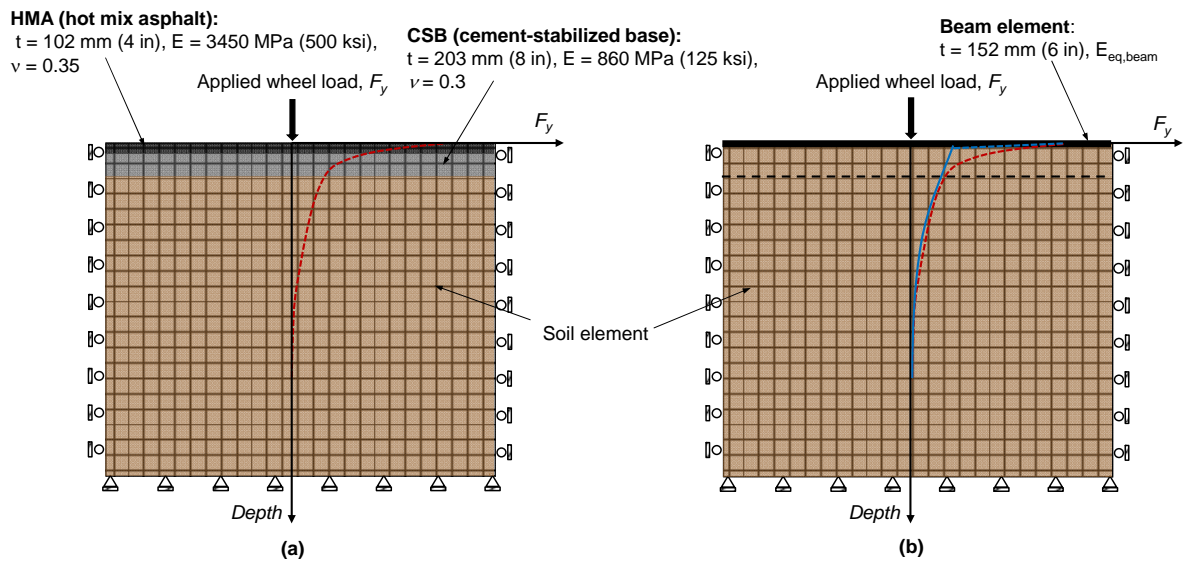 HMA (hot mix asphalt):
t = 102 mm (4 in), E = 3450 MPa (500 ksi),
ν = 0.35
CSB (cement-stabilized base):
t = 203 mm (8 in), E = 860 MPa (125 ksi),
ν = 0.3
Applied wheel load, Fy
Fy
Beam element:
t = 152 mm (6 in), Eeq,beam
Applied wheel load, Fy
Fy
Soil element
Depth
Depth
(a)
(b)